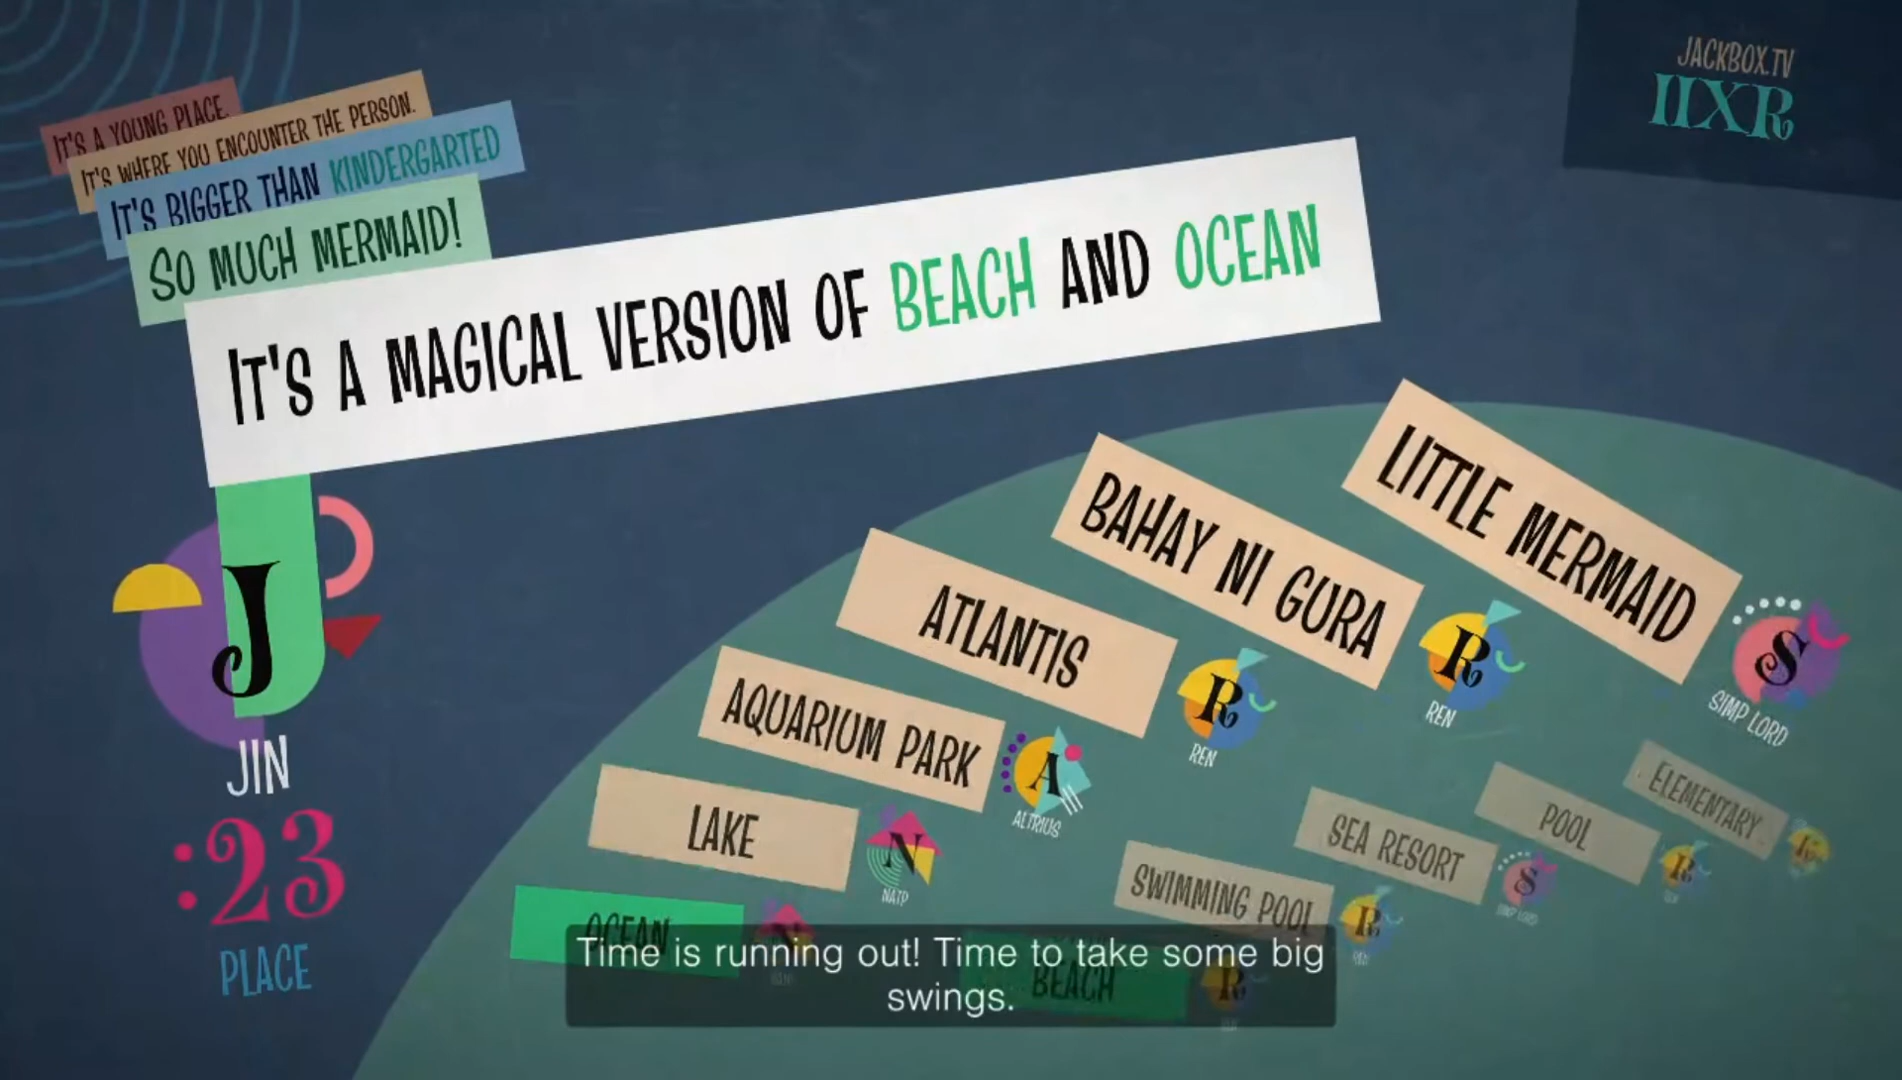 JACKBOX.TV
IIXR
IT'S A YOUNG PLACE.
IT'S WHERE YOU ENCOUNTER THE PERSON.
IT'S BIGGER THAN KINDERGARTED
SO MUCH MERMAID!
IT'S A MAGICAL VERSION OF BEACH AND OCEAN
J
JIN
:23
PLACE
LITTLE MERMAID
S
SIMP LORD
BAHAY NI GURA
R
REN
ATLANTIS
R
REN
AQUARIUM PARK
A
ALTRIUS
LAKE
N
NATP
OCEAN
ELEMENTARY
POOL
R
SEA RESORT
S
SIMP LORD
SWIMMING POOL
R
REN
BEACH
R
Time is running out! Time to take some big
swings.